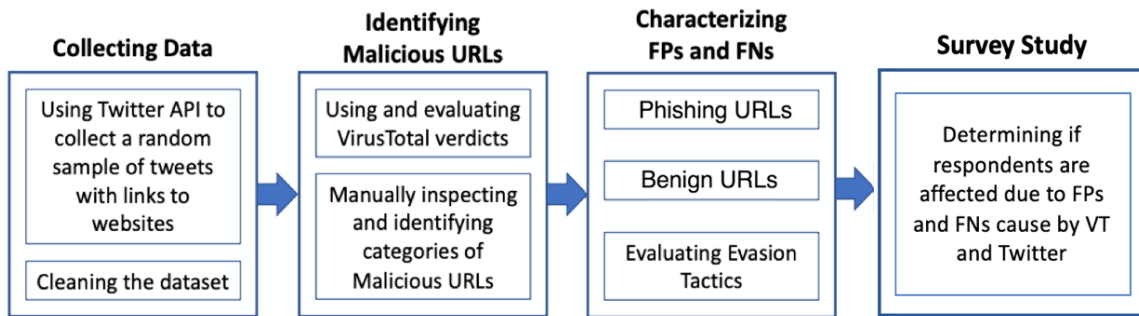 Collecting Data
Using Twitter API to
collect a random
sample of tweets
with links to
websites
Cleaning the dataset
Identifying
Malicious URLs
Using and evaluating
VirusTotal verdicts
Manually inspecting
and identifying
categories of
Malicious URLs
Characterizing
FPs and FNs
Phishing URLs
Benign URLs
Evaluating Evasion
Tactics
Survey Study
Determining if
respondents are
affected due to FPs
and FNs cause by VT
and Twitter